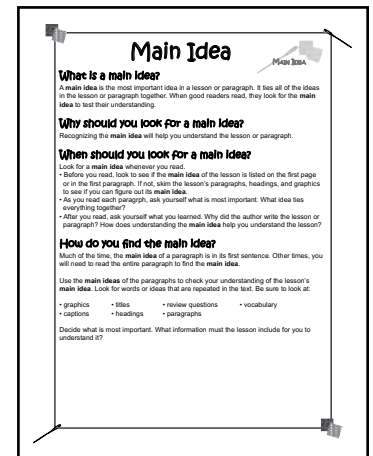 Main Idea
MAIN IDEA
What is a main idea?
A main idea is the most important idea in a lesson or paragraph. It ties all of the ideas
in the lesson or paragraph together. When good readers read, they look for the main
idea to test their understanding.
Why should you look for a main idea?
Recognizing the main idea will help you understand the lesson or paragraph.
When should you look for a main idea?
Look for a main idea whenever you read.
• Before you read, look to see if the main idea of the lesson is listed on the first page
or in the first paragraph. If not, skim the lesson's paragraphs, headings, and graphics
to see if you can figure out its main idea.
• As you read each paragrph, ask yourself what is most important. What idea ties
everything together?
• After you read, ask yourself what you learned. Why did the author write the lesson or
paragraph? How does understanding the main idea help you understand the lesson?
How do you find the main idea?
Much of the time, the main idea of a paragraph is in its first sentence. Other times, you
will need to read the entire paragraph to find the main idea.
Use the main ideas of the paragraphs to check your understanding of the lesson's
main idea. Look for words or ideas that are repeated in the text. Be sure to look at:
• graphics • titles • review questions • vocabulary
• captions • headings • paragraphs
Decide what is most important. What information must the lesson include for you to
understand it?